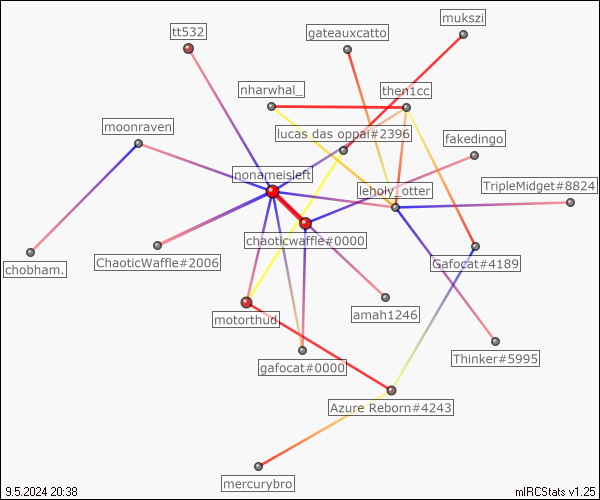 mukszi
tt532
gateauxcatto
nharwhal_
then1cc
moonraven
lucas das oppai#2396
fakedingo
nonameisleft
leholy_otter
TripleMidget#8824
chaoticwaffle#0000
ChaoticWaffle#2006
Gafocat#4189
chobham.
amah1246
motorthud
Thinker#5995
gafocat#0000
Azure Reborn#4243
mercurybro
9.5.2024 20:38
mIRCStats v1.25